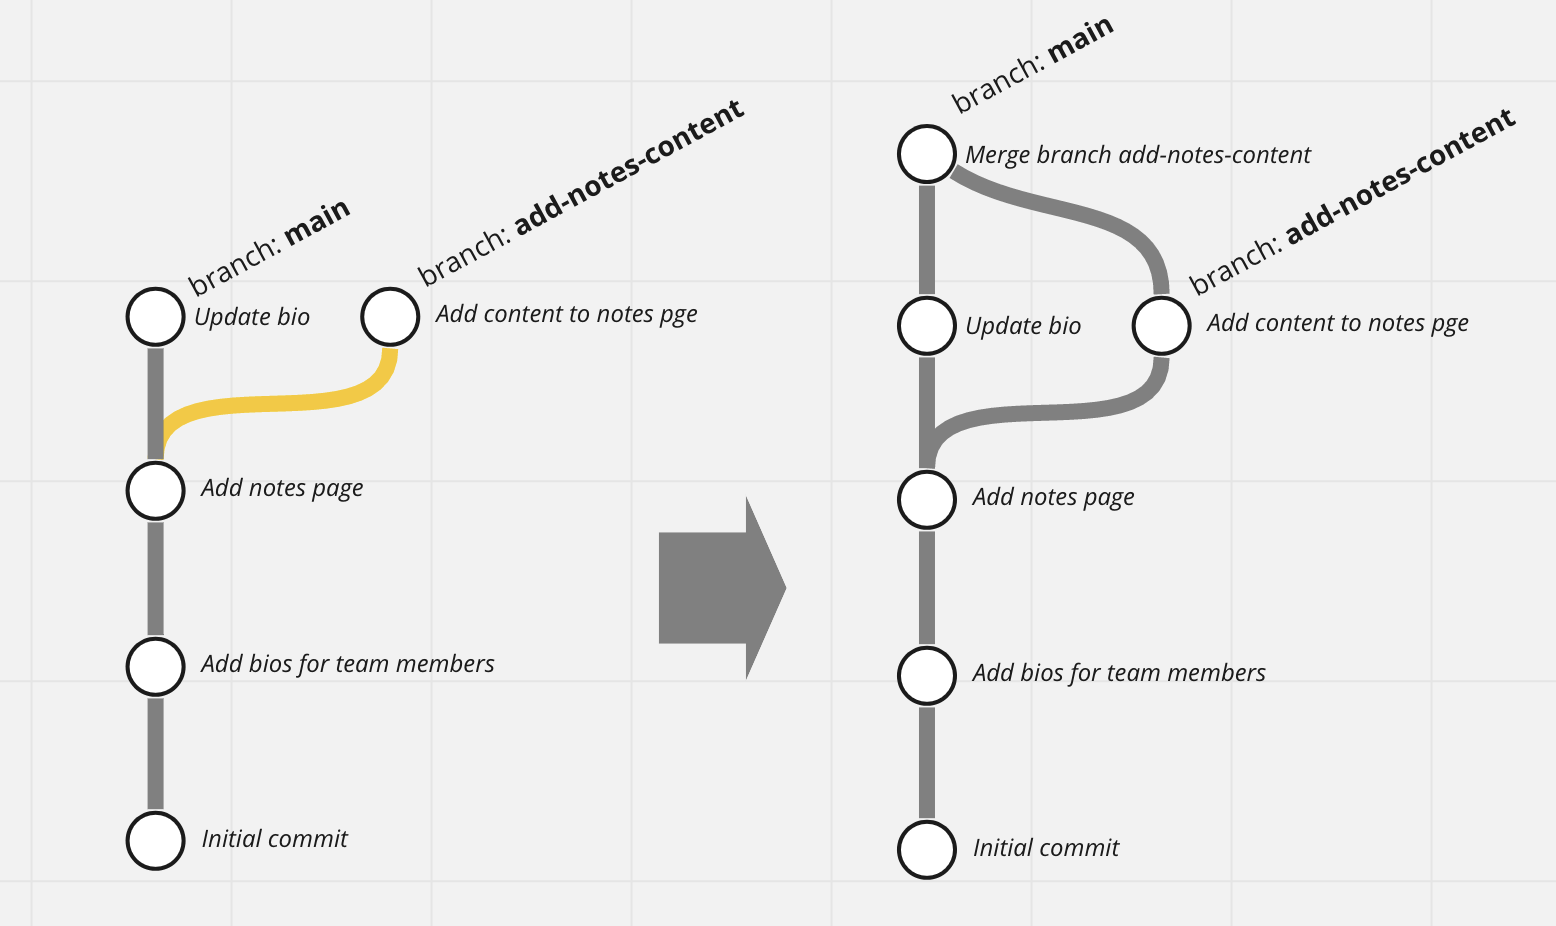 branch: main
branch: add-notes-content
Update bio
Add content to notes pge
Add notes page
Add bios for team members
Initial commit
branch: main
Merge branch add-notes-content
branch: add-notes-content
Update bio
Add content to notes pge
Add notes page
Add bios for team members
Initial commit